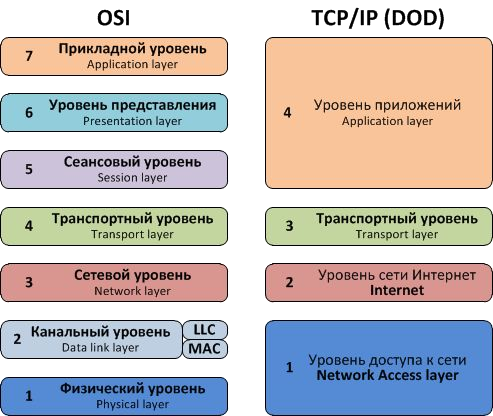 OSI
7 Прикладной уровень
Application layer
6 Уровень представления
Presentation layer
5 Сеансовый уровень
Session layer
4 Транспортный уровень
Transport layer
3 Сетевой уровень
Network layer
2 Канальный уровень
Data link layer
LLC
MAC
1 Физический уровень
Physical layer
TCP/IP (DOD)
4 Уровень приложений
Application layer
3 Транспортный уровень
Transport layer
2 Уровень сети Интернет
Internet
1 Уровень доступа к сети
Network Access layer